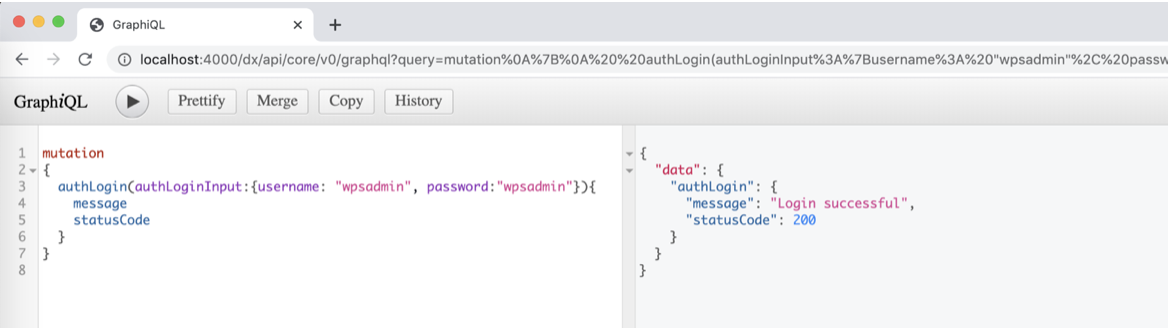 GraphiQL
localhost:4000/dx/api/core/v0/graphql?query=mutation%0A%7B%0A%20%20authLogin(authLoginInput%3A%7Busername%3A%20"wpsadmin"%2C%20passw
GraphiQL Prettify Merge Copy History
1 mutation
2 {
3 authLogin(authLoginInput:{username: "wpsadmin", password:"wpsadmin"}){
4 message
5 statusCode
6 }
7 }
8
{
"data": {
"authLogin": {
"message": "Login successful",
"statusCode": 200
}
}
}